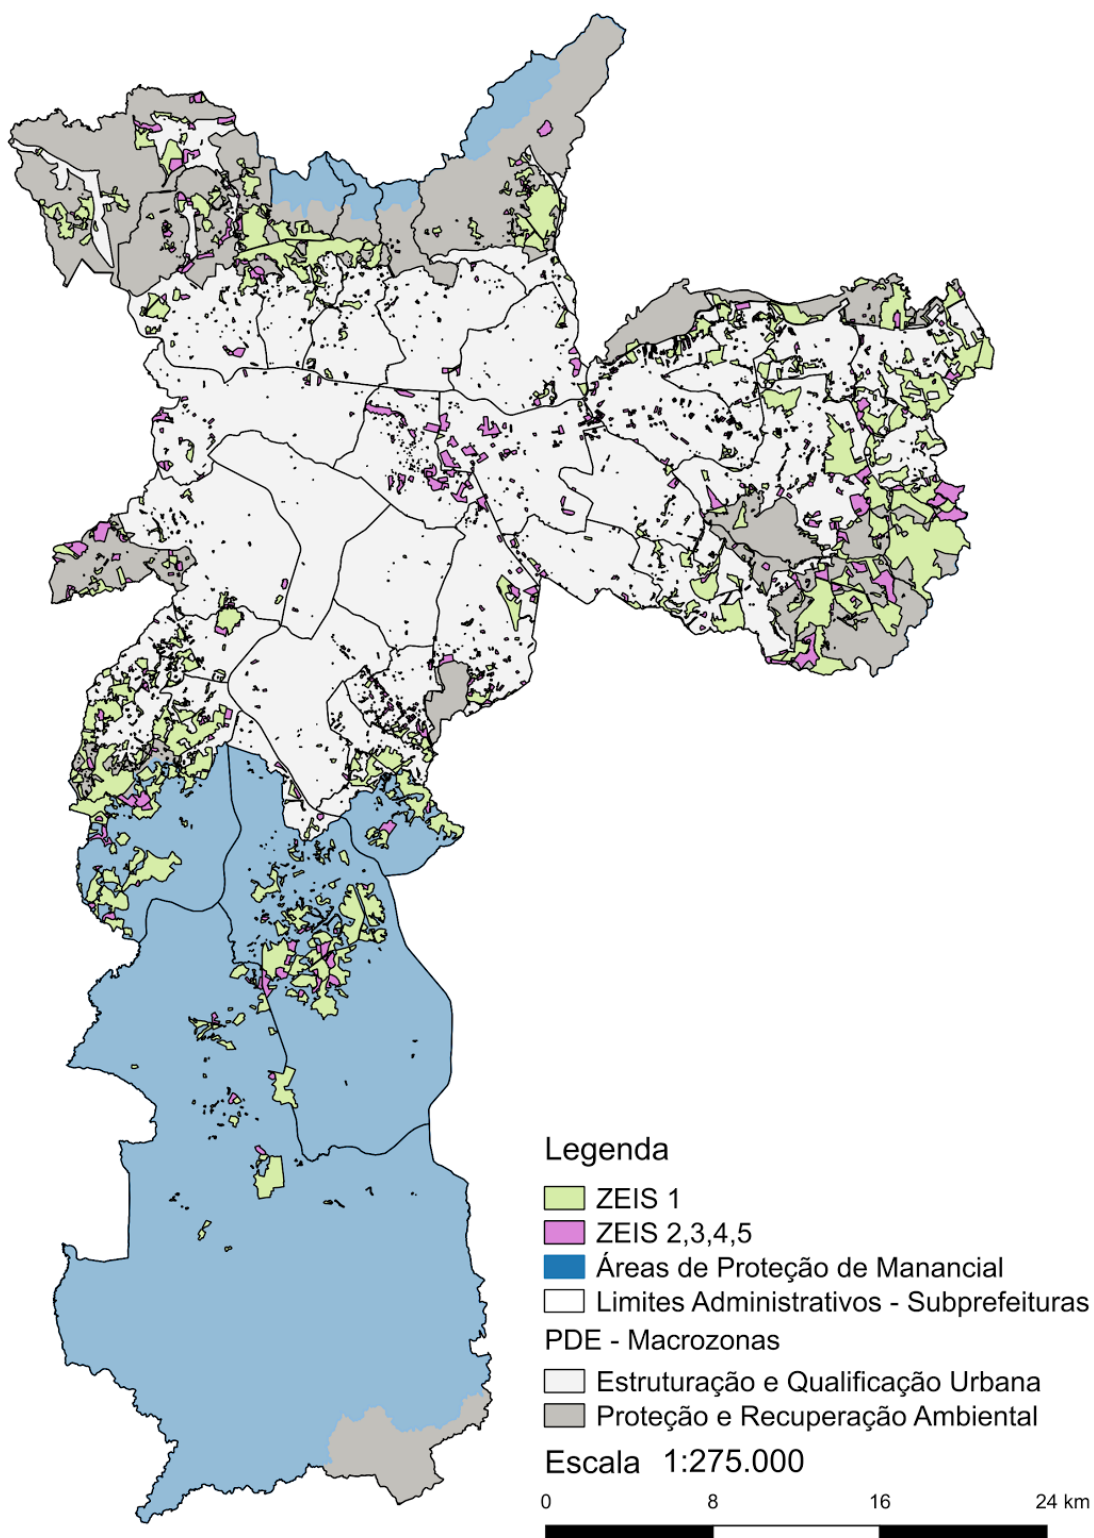 Legenda
ZEIS 1
ZEIS 2,3,4,5
Áreas de Proteção de Manancial
Limites Administrativos - Subprefeituras
PDE - Macrozonas
Estruturação e Qualificação Urbana
Proteção e Recuperação Ambiental
Escala 1:275.000
0 8 16 24 km